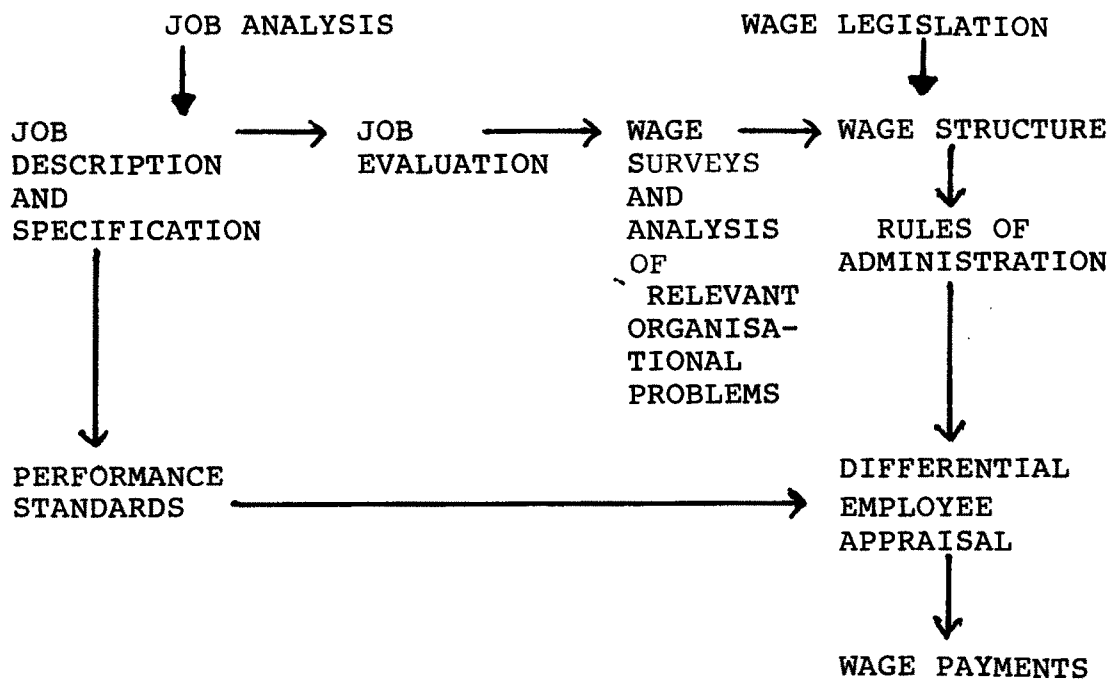 JOB ANALYSIS
WAGE LEGISLATION
JOB
DESCRIPTION
AND
SPECIFICATION
JOB
EVALUATION
WAGE
SURVEYS
AND
ANALYSIS
OF
RELEVANT
ORGANISA-
TIONAL
PROBLEMS
WAGE STRUCTURE
RULES OF
ADMINISTRATION
PERFORMANCE
STANDARDS
DIFFERENTIAL
EMPLOYEE
APPRAISAL
WAGE PAYMENTS